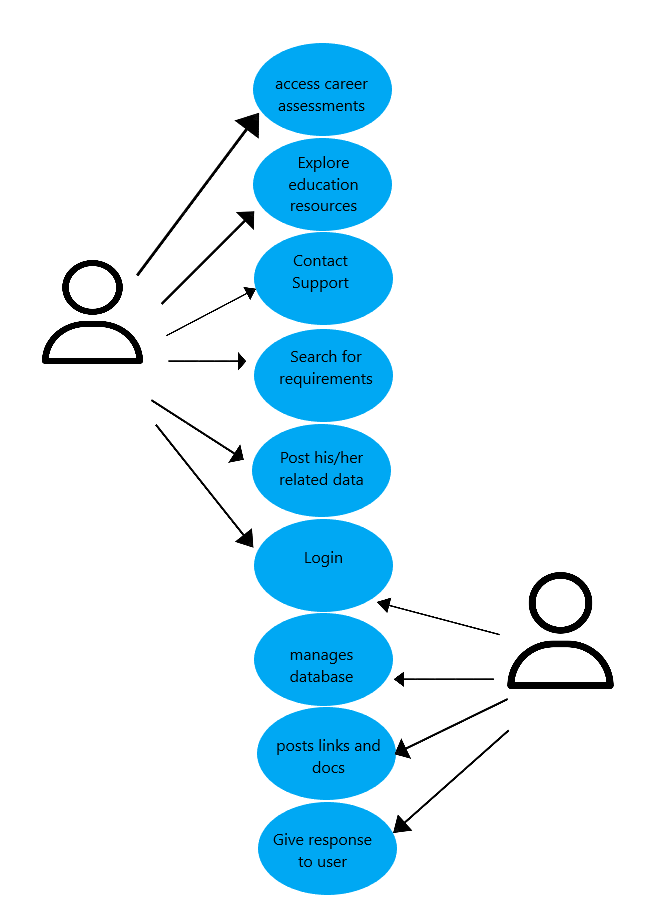 access career
assessments
Explore
education
resources
Contact
Support
Search for
requirements
Post his/her
related data
Login
manages
database
posts links and
docs
Give response
to user